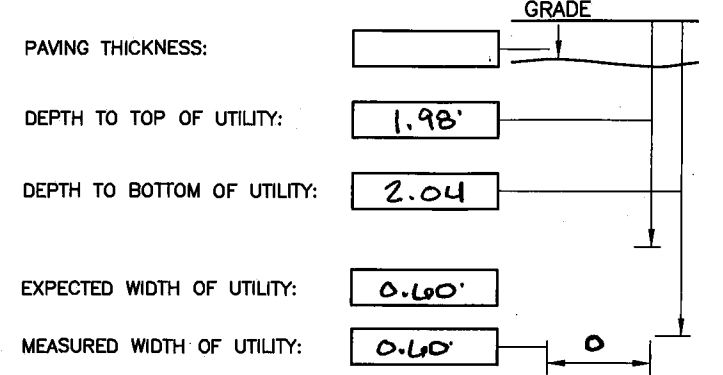 GRADE
PAVING THICKNESS:
DEPTH TO TOP OF UTILITY: 1.98'
DEPTH TO BOTTOM OF UTILITY: 2.04
EXPECTED WIDTH OF UTILITY: 0.60'
MEASURED WIDTH OF UTILITY: 0.60' 0